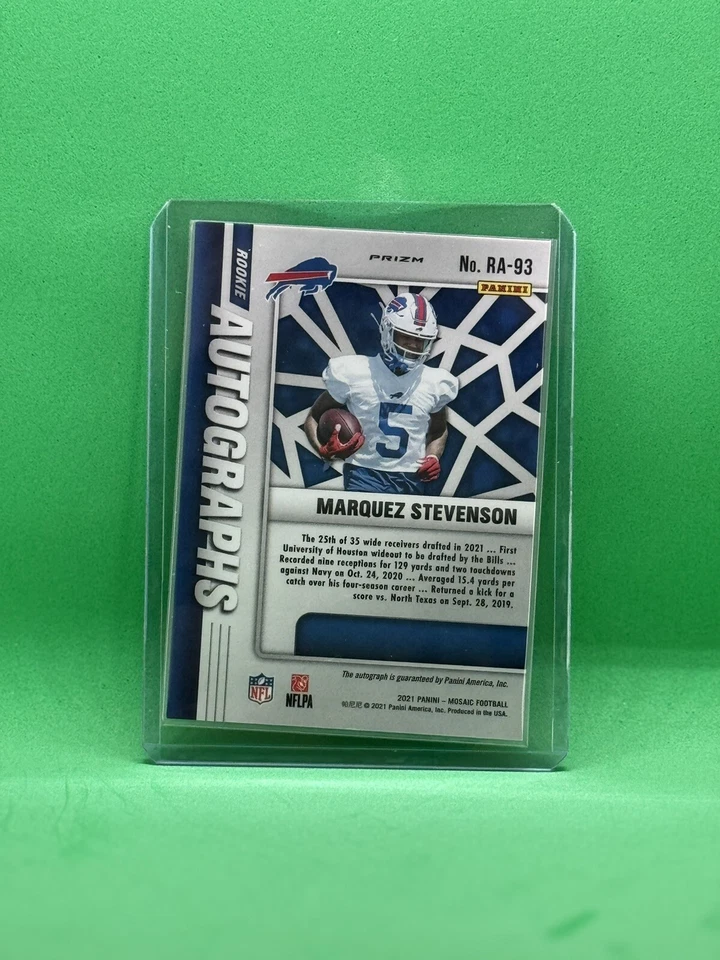 PRIZM
No. RA-93
PANINI
ROOKIE
AUTOGRAPHS
5
MARQUEZ STEVENSON
The 25th of 35 wide receivers drafted in 2021 ... First
University of Houston wideout to be drafted by the Bills ...
Recorded nine receptions for 129 yards and two touchdowns
against Navy on Oct. 24, 2020 ... Averaged 15.4 yards per
catch over his four-season career ... Returned a kick for a
score vs. North Texas on Sept. 28, 2019.
The autograph is guaranteed by Panini America, Inc.
NFL
NFLPA
2021 PANINI – MOSAIC FOOTBALL
帕尼尼 © 2021 Panini America, Inc. Produced in the USA.